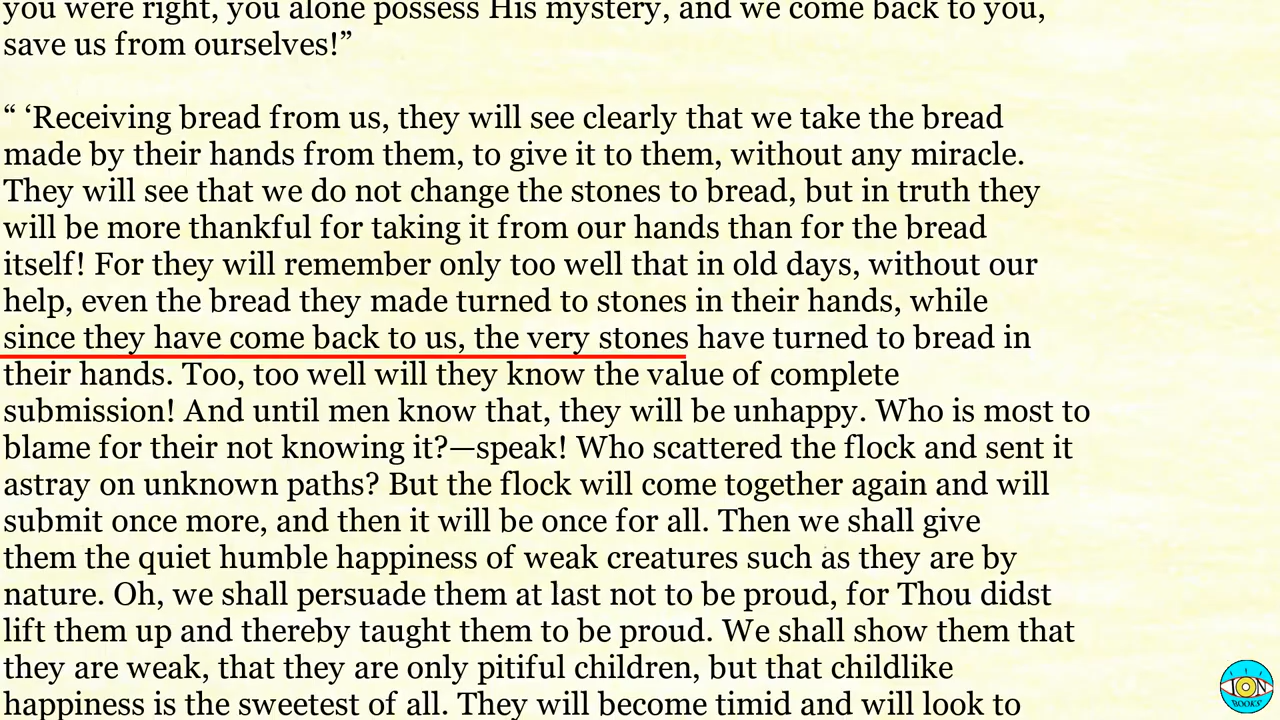 you were right, you alone possess His mystery, and we come back to you,
save us from ourselves!”
“ ‘Receiving bread from us, they will see clearly that we take the bread
made by their hands from them, to give it to them, without any miracle.
They will see that we do not change the stones to bread, but in truth they
will be more thankful for taking it from our hands than for the bread
itself! For they will remember only too well that in old days, without our
help, even the bread they made turned to stones in their hands, while
since they have come back to us, the very stones have turned to bread in
their hands. Too, too well will they know the value of complete
submission! And until men know that, they will be unhappy. Who is most to
blame for their not knowing it?—speak! Who scattered the flock and sent it
astray on unknown paths? But the flock will come together again and will
submit once more, and then it will be once for all. Then we shall give
them the quiet humble happiness of weak creatures such as they are by
nature. Oh, we shall persuade them at last not to be proud, for Thou didst
lift them up and thereby taught them to be proud. We shall show them that
they are weak, that they are only pitiful children, but that childlike
happiness is the sweetest of all. They will become timid and will look to
ION
BOOKS